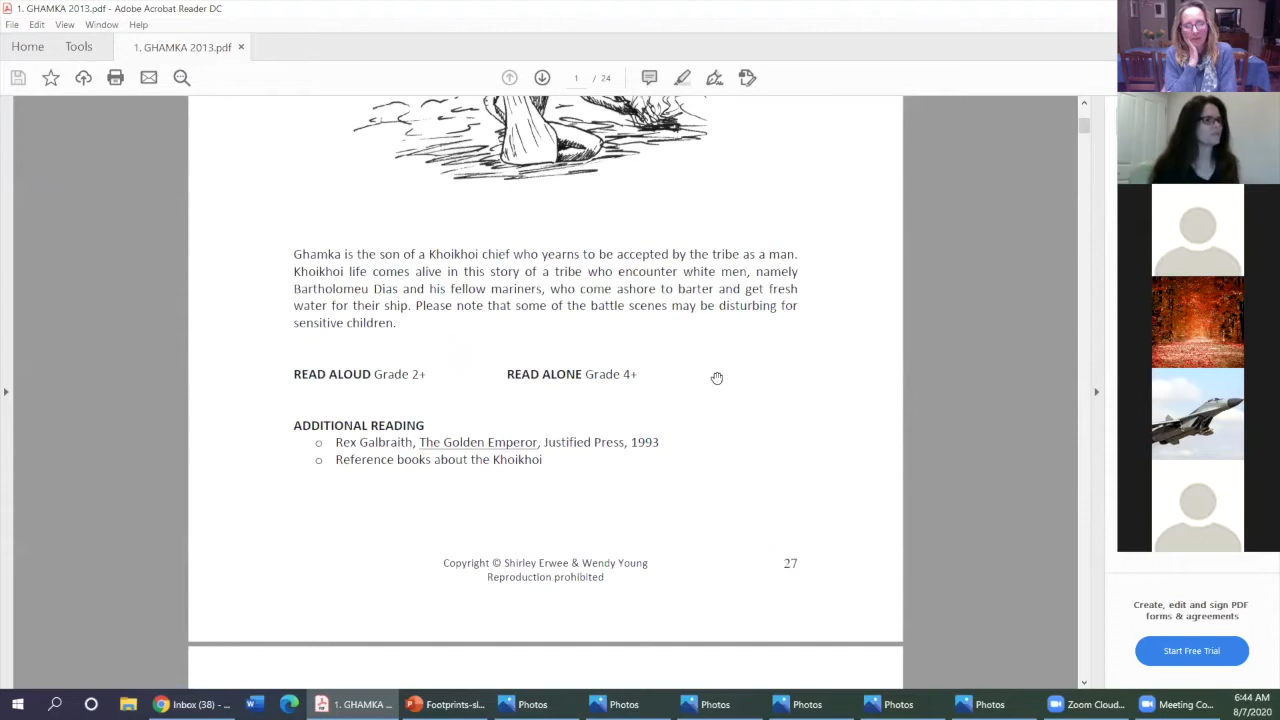 1. GHAMKA 2013.pdf - Adobe Acrobat Reader DC
File Edit View Window Help
Home Tools 1. GHAMKA 2013.pdf ×
1 / 24
Ghamka is the son of a Khoikhoi chief who yearns to be accepted by the tribe as a man.
Khoikhoi life comes alive in this story of a tribe who encounter white men, namely
Bartholomeu Dias and his fellow mariners, who come ashore to barter and get fresh
water for their ship. Please note that some of the battle scenes may be disturbing for
sensitive children.
READ ALOUD Grade 2+ READ ALONE Grade 4+
ADDITIONAL READING
o Rex Galbraith, The Golden Emperor, Justified Press, 1993
o Reference books about the Khoikhoi
Copyright © Shirley Erwee & Wendy Young 27
Reproduction prohibited
Create, edit and sign PDF
forms & agreements
Start Free Trial
Inbox (38) - ... 1. GHAMKA ... Footprints-sl... Photos Photos Photos Photos Photos Photos Zoom Cloud... Meeting Co... 6:44 AM
8/7/2020